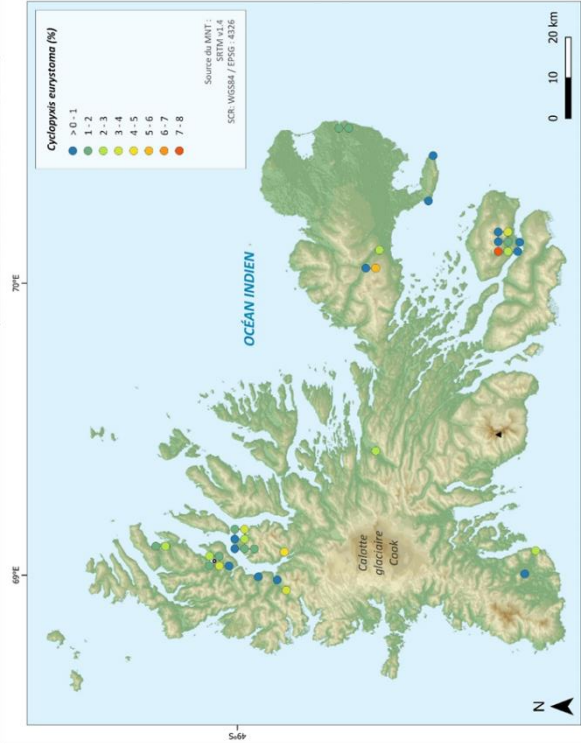 Cyclopyxis eurystoma (%)
> 0 - 1
1 - 2
2 - 3
3 - 4
4 - 5
5 - 6
6 - 7
7 - 8
Source du MNT :
SRTM v1.4
SCR: WGS84 / EPSG : 4326
0 10 20 km
70°E
69°E
49°S
OCÉAN INDIEN
Calotte
glaciaire
Cook
N